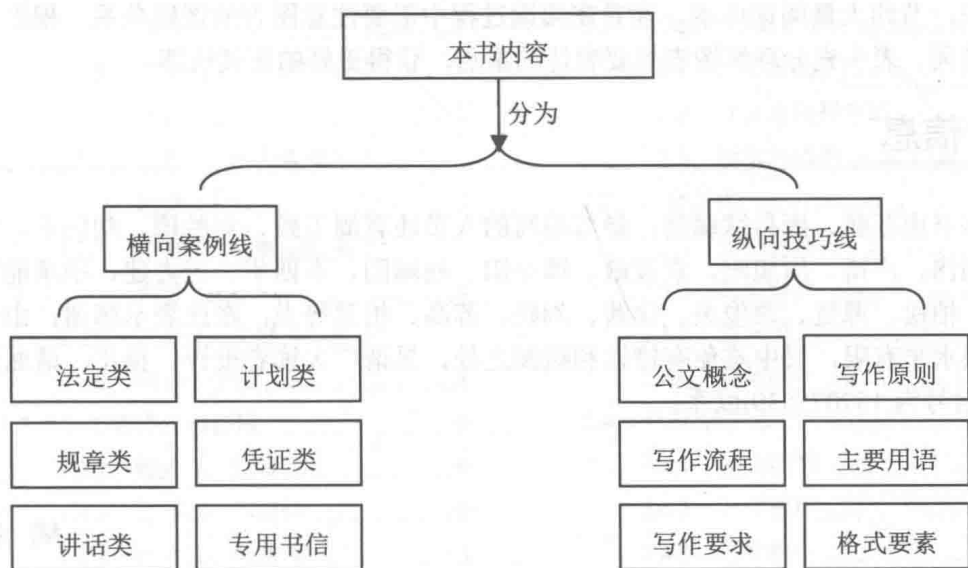 本书内容
分为
横向案例线 纵向技巧线
法定类 计划类 公文概念 写作原则
规章类 凭证类 写作流程 主要用语
讲话类 专用书信 写作要求 格式要素